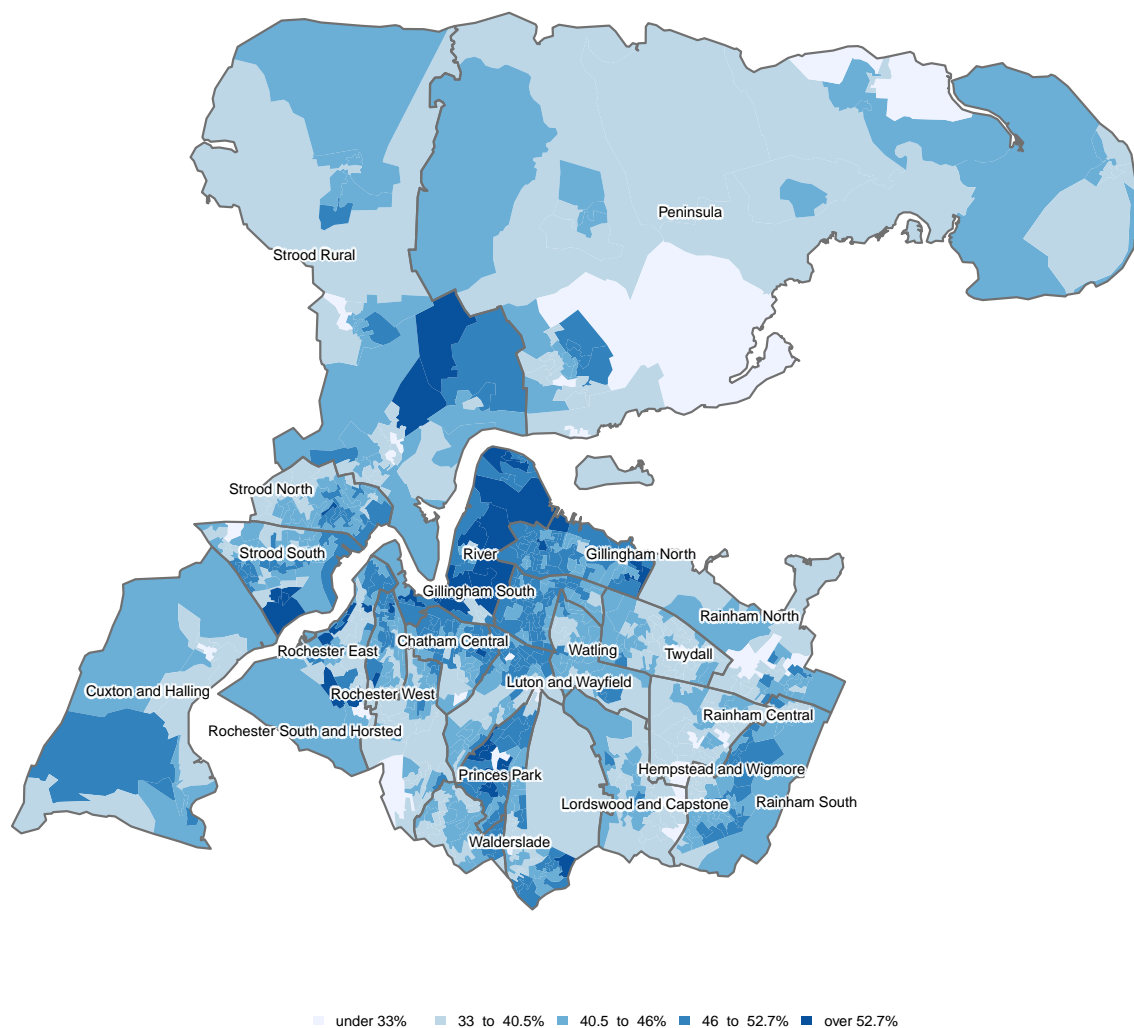 Peninsula
Strood Rural
Strood North
Strood South
River
Gillingham North
Gillingham South
Rainham North
Chatham Central
Rochester East
Watling
Twydall
Luton and Wayfield
Cuxton and Halling
Rochester West
Rainham Central
Rochester South and Horsted
Hempstead and Wigmore
Princes Park
Lordswood and Capstone
Rainham South
Walderslade
under 33% 33 to 40.5% 40.5 to 46% 46 to 52.7% over 52.7%